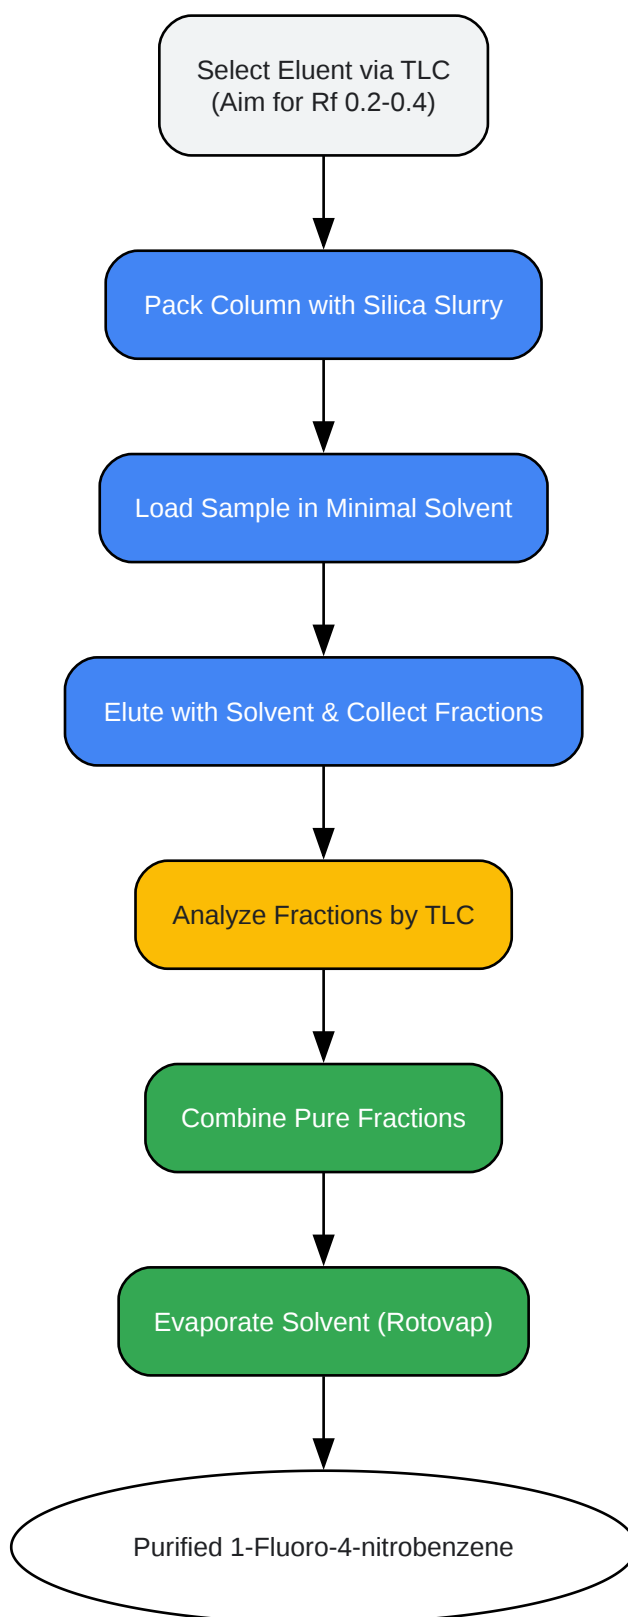 Select Eluent via TLC
(Aim for Rf 0.2-0.4)
Pack Column with Silica Slurry
Load Sample in Minimal Solvent
Elute with Solvent & Collect Fractions
Analyze Fractions by TLC
Combine Pure Fractions
Evaporate Solvent (Rotovap)
Purified 1-Fluoro-4-nitrobenzene